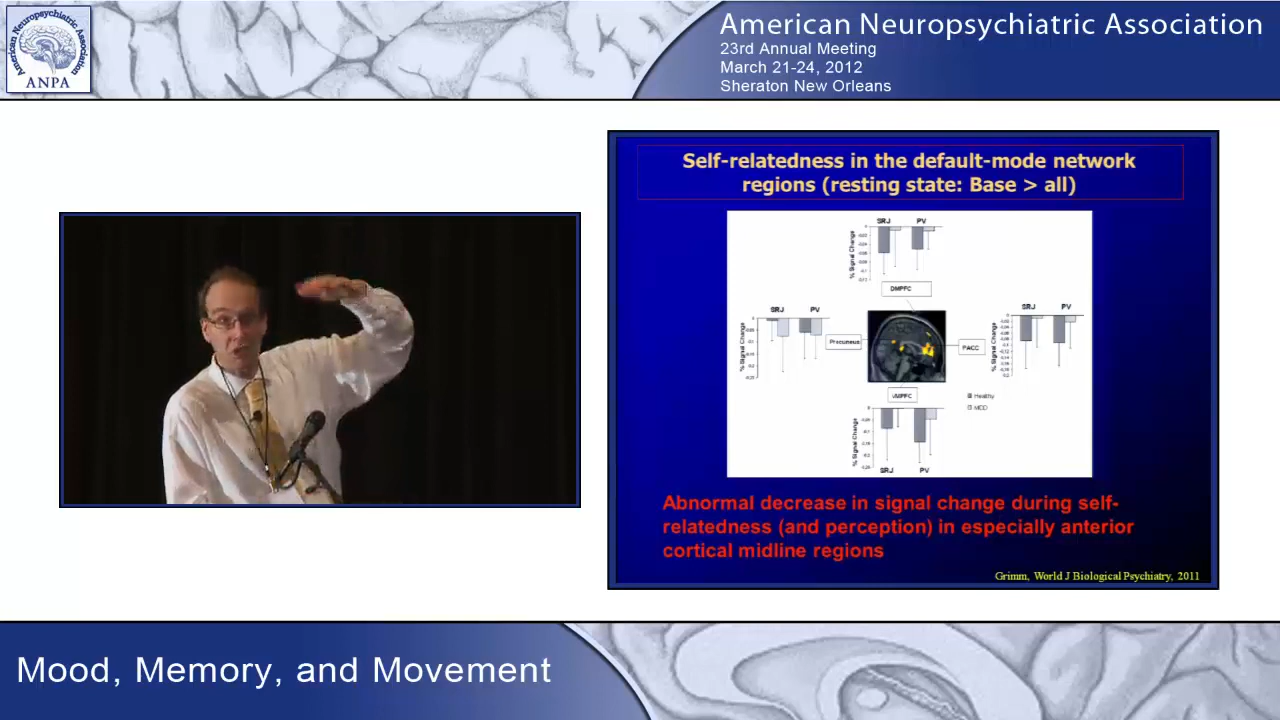 American Neuropsychiatric Association
ANPA
American Neuropsychiatric Association
23rd Annual Meeting
March 21-24, 2012
Sheraton New Orleans
Self-relatedness in the default-mode network
regions (resting state: Base > all)
SRJ PV
% Signal Change
DMPFC
SRJ PV
% Signal Change
Precuneus
PACC
SRJ PV
% Signal Change
VMPFC
Healthy
MDD
% Signal Change
SRJ PV
Abnormal decrease in signal change during self-
relatedness (and perception) in especially anterior
cortical midline regions
Grimm, World J Biological Psychiatry, 2011
Mood, Memory, and Movement